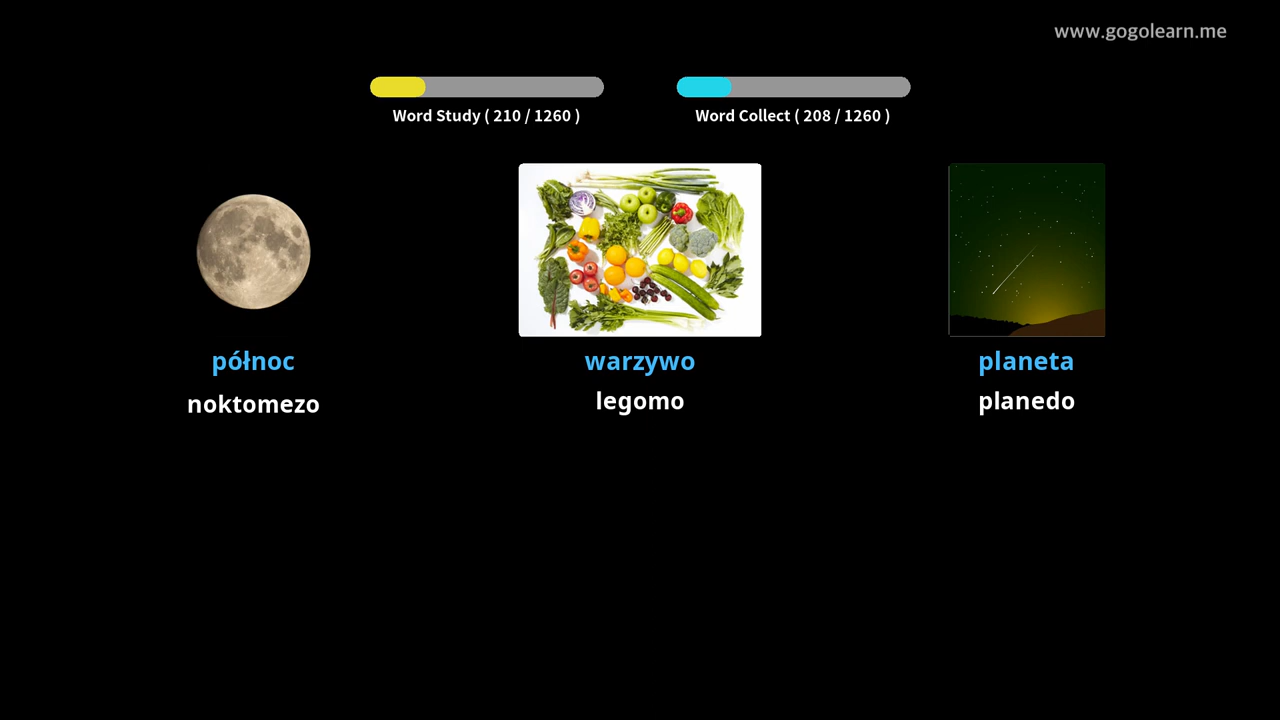 www.gogolearn.me
Word Study ( 210 / 1260 )
Word Collect ( 208 / 1260 )
północ
noktomezo
warzywo
legomo
planeta
planedo